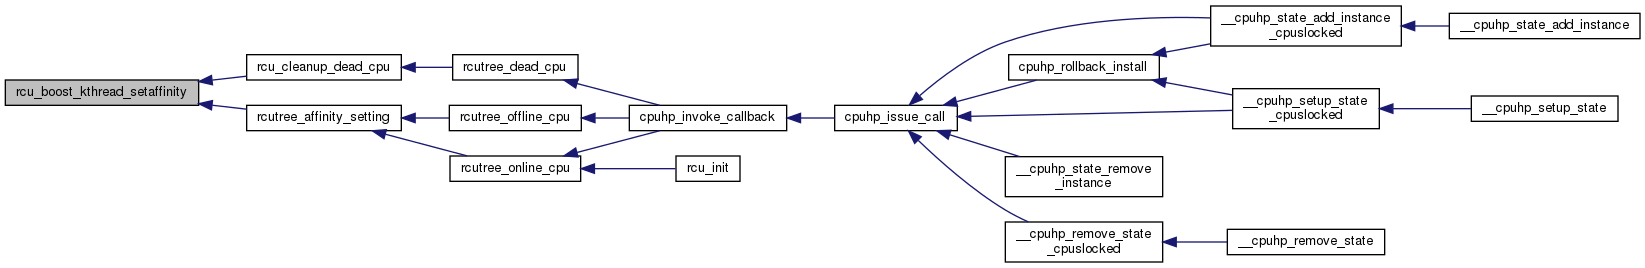 rcu_boost_kthread_setaffinity
rcu_cleanup_dead_cpu
rcutree_dead_cpu
rcutree_affinity_setting
rcutree_offline_cpu
rcutree_online_cpu
rcu_init
cpuhp_invoke_callback
cpuhp_issue_call
cpuhp_rollback_install
__cpuhp_state_add_instance
_cpuslocked
__cpuhp_state_add_instance
__cpuhp_setup_state
_cpuslocked
__cpuhp_setup_state
__cpuhp_state_remove
_instance
__cpuhp_remove_state
_cpuslocked
__cpuhp_remove_state